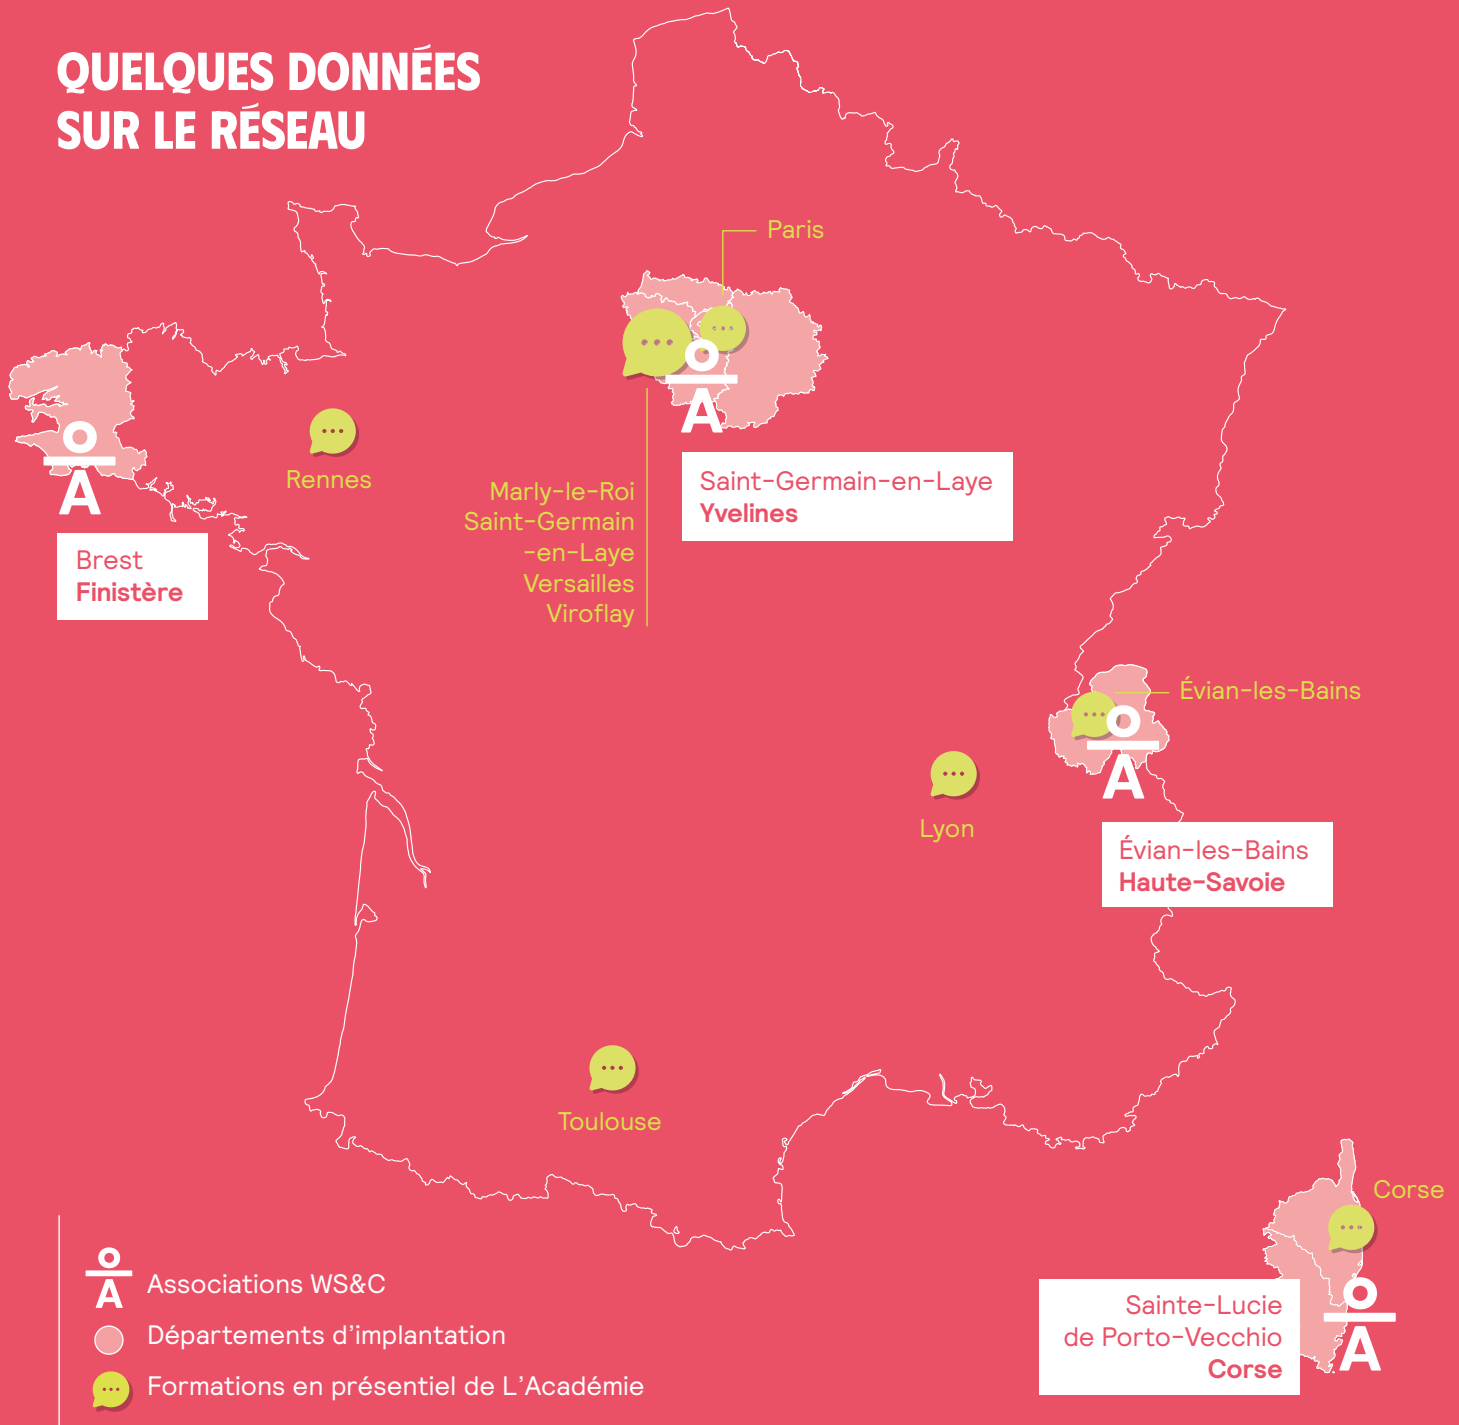 QUELQUES DONNÉES
SUR LE RÉSEAU
Paris
Rennes
Marly-le-Roi
Saint-Germain
-en-Laye
Versailles
Viroflay
Saint-Germain-en-Laye
Yvelines
Brest
Finistère
Évian-les-Bains
Lyon
Évian-les-Bains
Haute-Savoie
Toulouse
Corse
Sainte-Lucie
de Porto-Vecchio
Corse
Associations WS&C
Départements d'implantation
Formations en présentiel de L'Académie